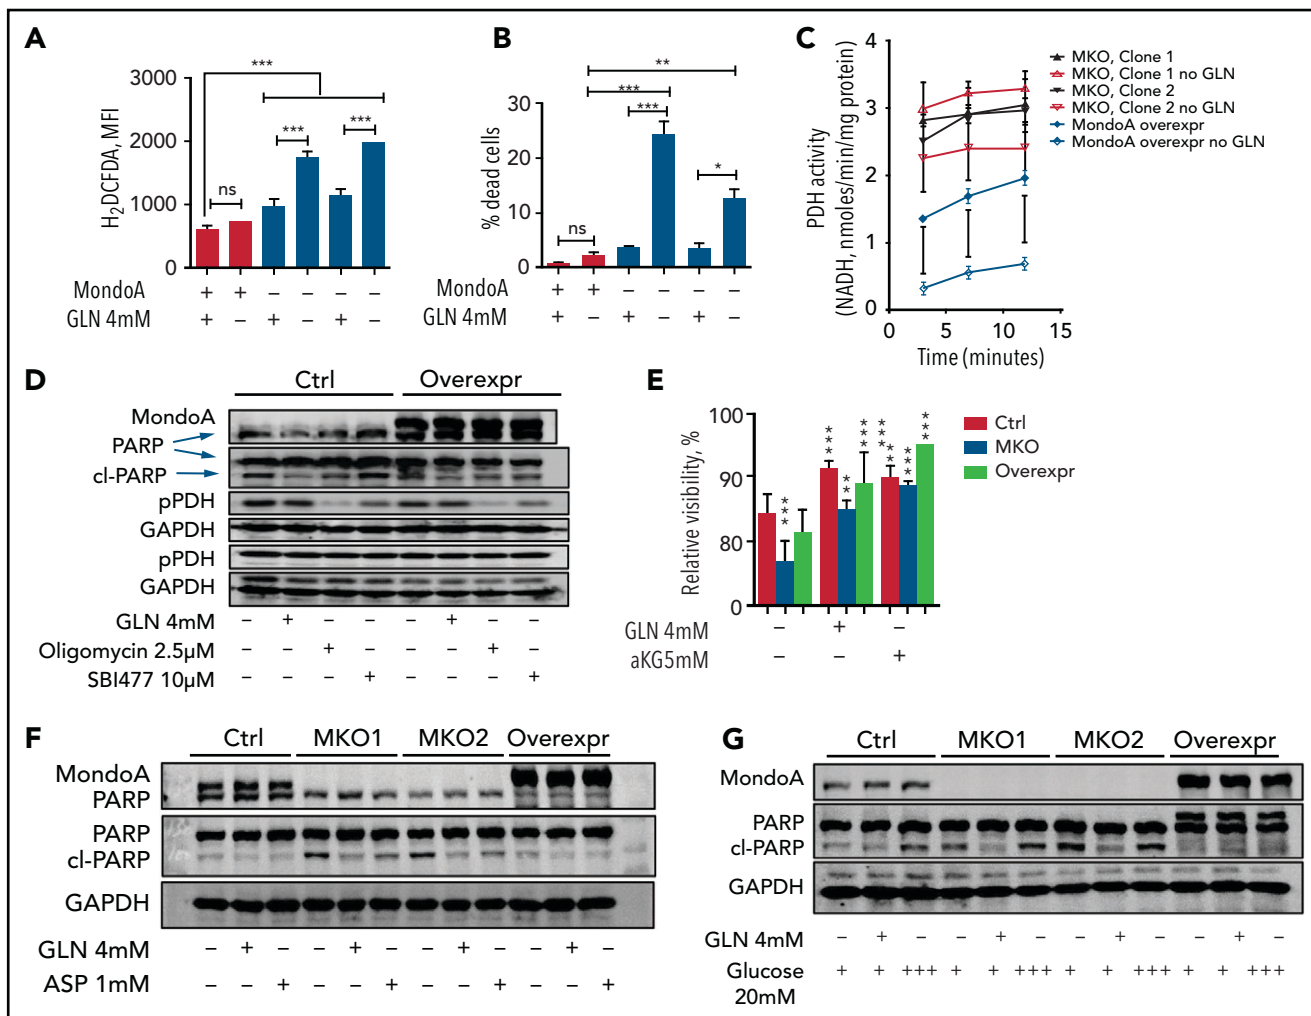 A
H2DCFDA, MFI
3000
2000
1000
0
***
ns
***
***
MondoA + + − − − −
GLN 4mM + − + − + −
B
% dead cells
30
20
10
0
**
***
***
*
ns
MondoA + + − − − −
GLN 4mM + − + − + −
C
PDH activity
(NADH, nmoles/min/mg protein)
4
3
2
1
0
0 5 10 15
Time (minutes)
MKO, Clone 1
MKO, Clone 1 no GLN
MKO, Clone 2
MKO, Clone 2 no GLN
MondoA overexpr
MondoA overexpr no GLN
D
Ctrl Overexpr
MondoA
PARP
cl-PARP
pPDH
GAPDH
pPDH
GAPDH
GLN 4mM − + − − − + − −
Oligomycin 2.5μM − − + − − − + −
SBI477 10μM − − − + − − − +
E
Relative visibility, %
100
90
80
0
***
***
**
***
***
**
***
***
Ctrl
MKO
Overexpr
GLN 4mM − + −
aKG5mM − − +
F
Ctrl MKO1 MKO2 Overexpr
MondoA
PARP
PARP
cl-PARP
GAPDH
GLN 4mM − + − − + − − + − − + −
ASP 1mM − − + − − + − − + − − +
G
Ctrl MKO1 MKO2 Overexpr
MondoA
PARP
cl-PARP
GAPDH
GLN 4mM − + − − + − − + − − + −
Glucose + + +++ + + +++ + + +++ + + +++
20mM